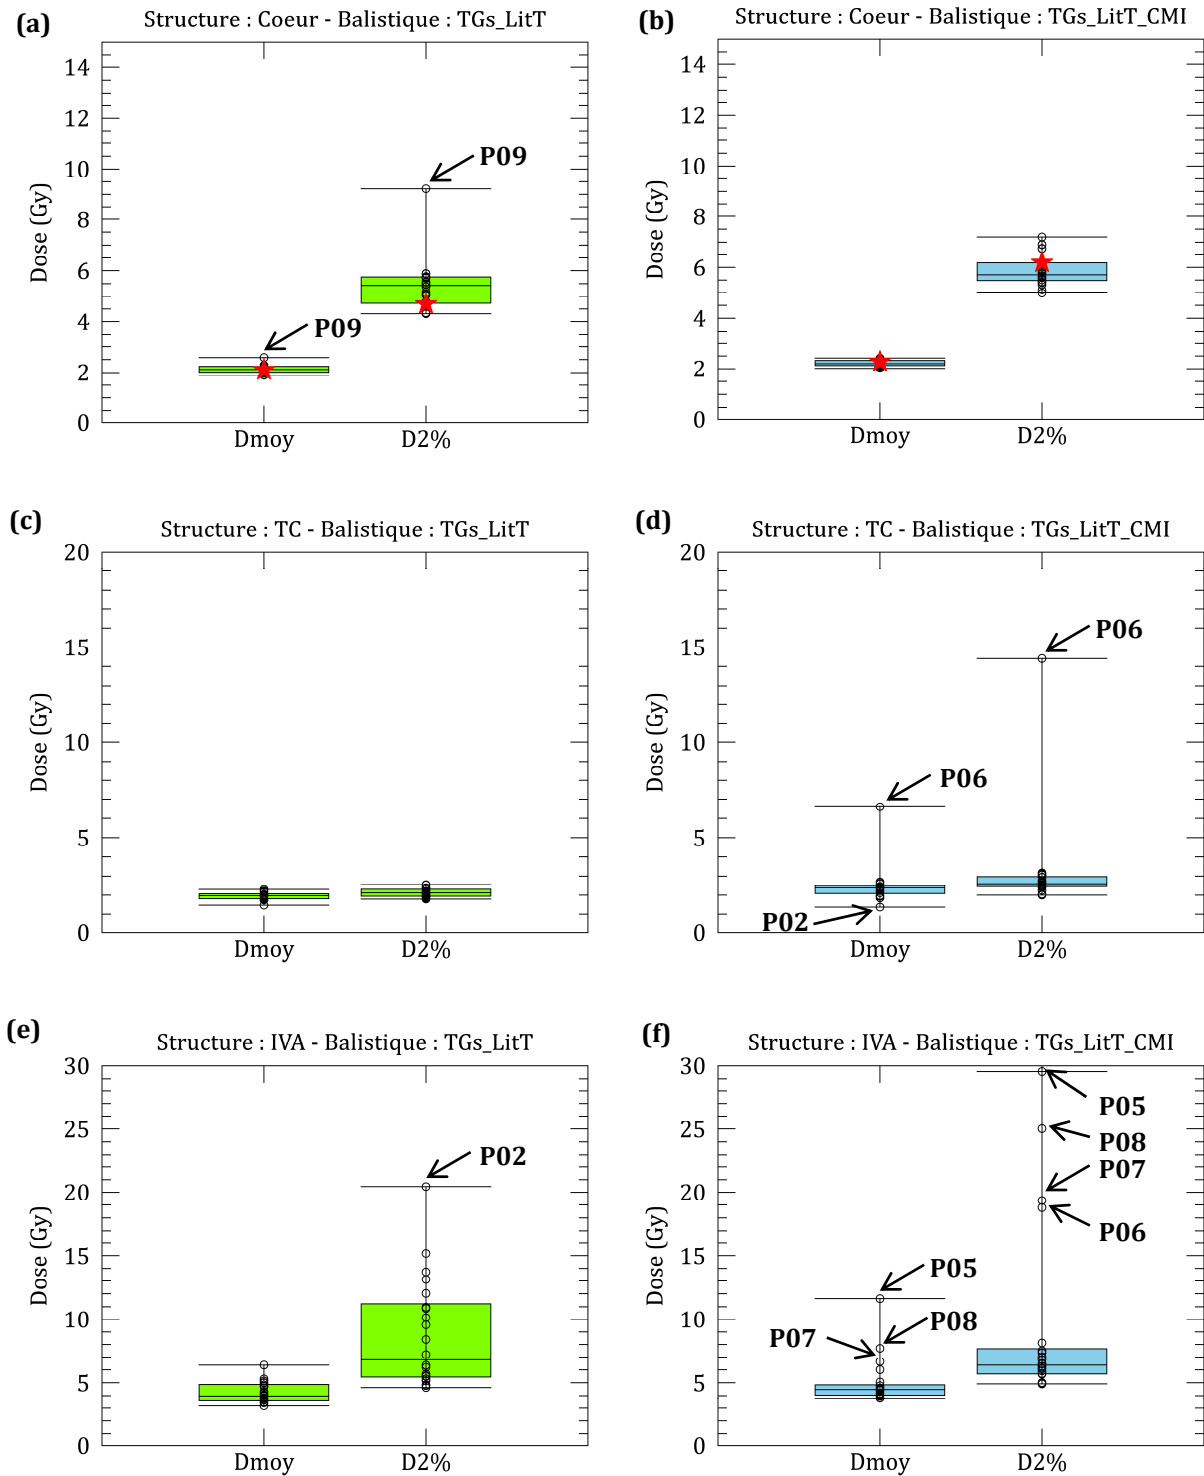 (a)
Structure : Coeur - Balistique : TGs_LitT
14
12
10
8
6
4
2
0
Dose (Gy)
P09
P09
Dmoy
D2%
(b)
Structure : Coeur - Balistique : TGs_LitT_CMI
14
12
10
8
6
4
2
0
Dose (Gy)
Dmoy
D2%
(c)
Structure : TC - Balistique : TGs_LitT
20
15
10
5
0
Dose (Gy)
Dmoy
D2%
(d)
Structure : TC - Balistique : TGs_LitT_CMI
20
15
10
5
0
Dose (Gy)
P06
P06
P02
Dmoy
D2%
(e)
Structure : IVA - Balistique : TGs_LitT
30
25
20
15
10
5
0
Dose (Gy)
P02
Dmoy
D2%
(f)
Structure : IVA - Balistique : TGs_LitT_CMI
30
25
20
15
10
5
0
Dose (Gy)
P05
P08
P07
P06
P05
P08
P07
Dmoy
D2%